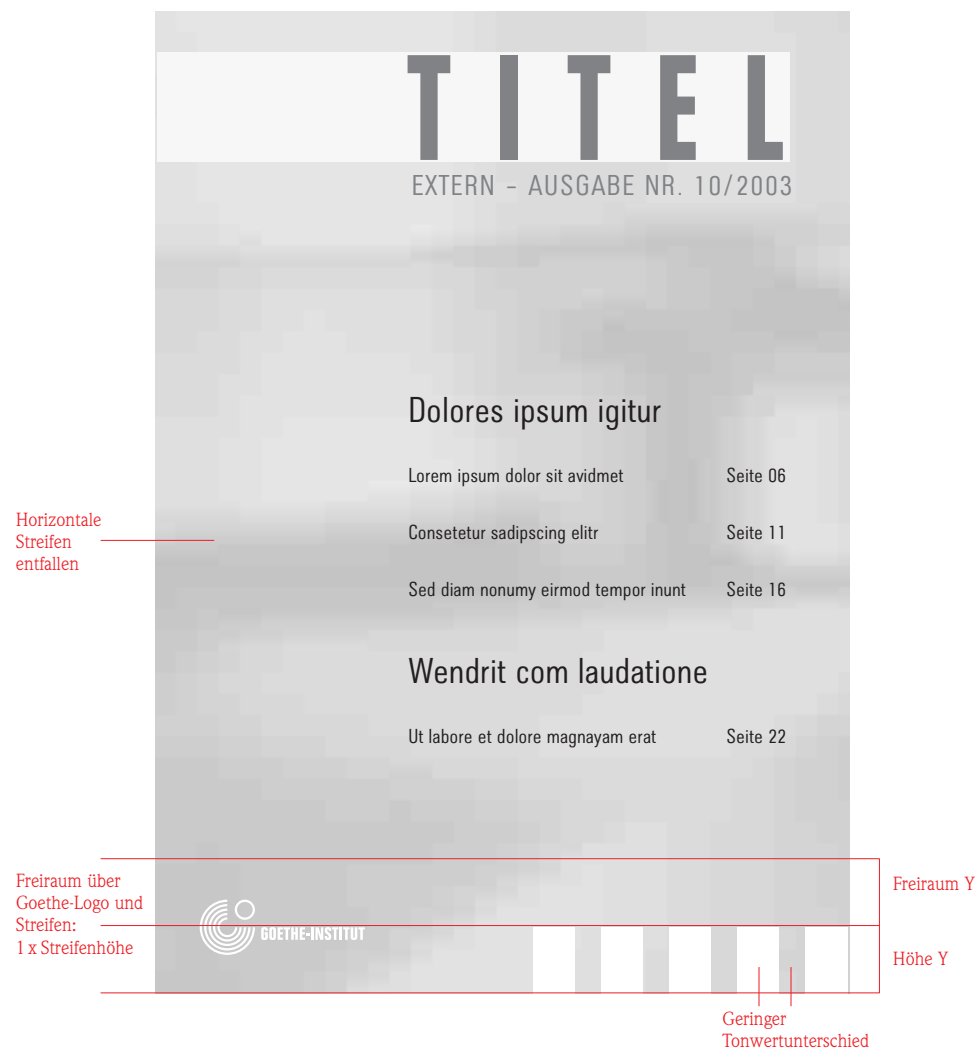 TITEL
EXTERN – AUSGABE NR. 10/2003
Dolores ipsum igitur
Lorem ipsum dolor sit avidmet Seite 06
Consetetur sadipscing elitr Seite 11
Sed diam nonumy eirmod tempor inunt Seite 16
Wendrit com laudatione
Ut labore et dolore magnayam erat Seite 22
Horizontale
Streifen
entfallen
Freiraum über
Goethe-Logo und
Streifen:
1 x Streifenhöhe
GOETHE-INSTITUT
Freiraum Y
Höhe Y
Geringer
Tonwertunterschied